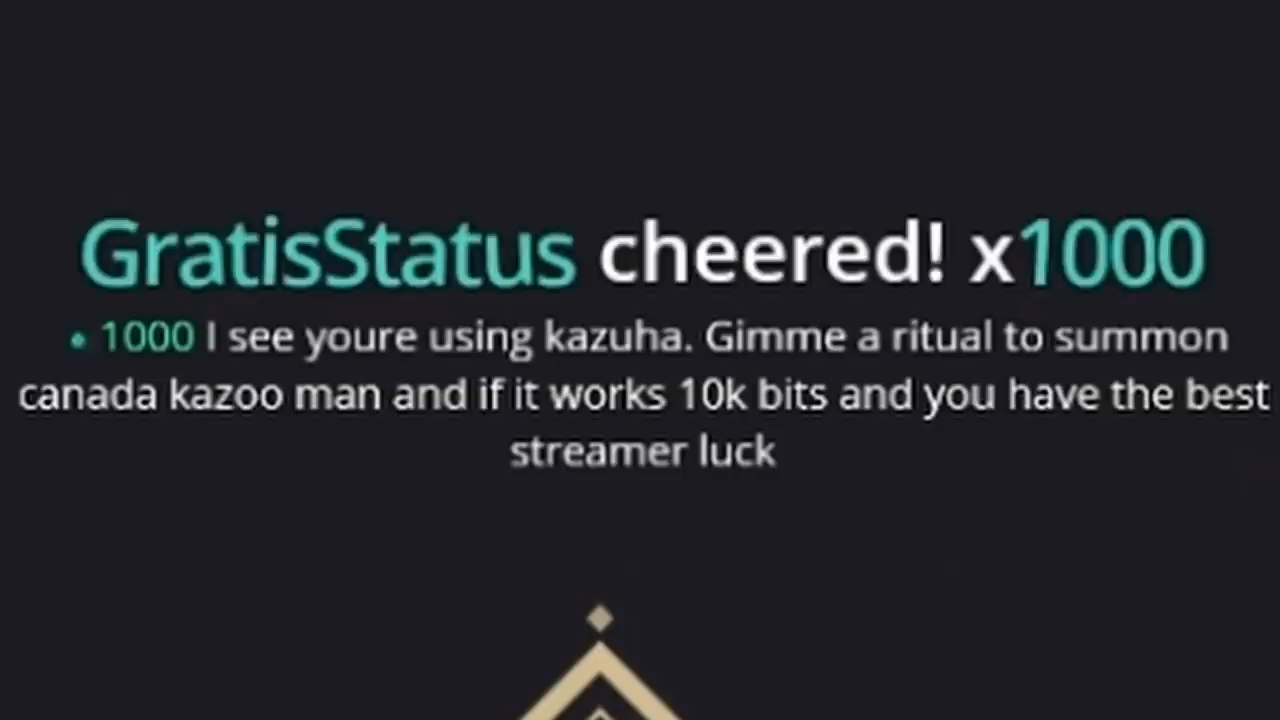 GratisStatus cheered! x1000
1000 I see youre using kazuha. Gimme a ritual to summon
canada kazoo man and if it works 10k bits and you have the best
streamer luck